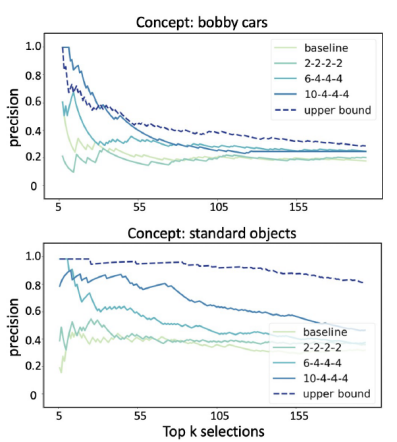 Concept: bobby cars
precision
1.0
0.8
0.6
0.4
0.2
0
baseline
2-2-2-2
6-4-4-4
10-4-4-4
upper bound
5 55 105 155
Concept: standard objects
precision
1.0
0.8
0.6
0.4
0.2
0
baseline
2-2-2-2
6-4-4-4
10-4-4-4
upper bound
5 55 105 155
Top k selections